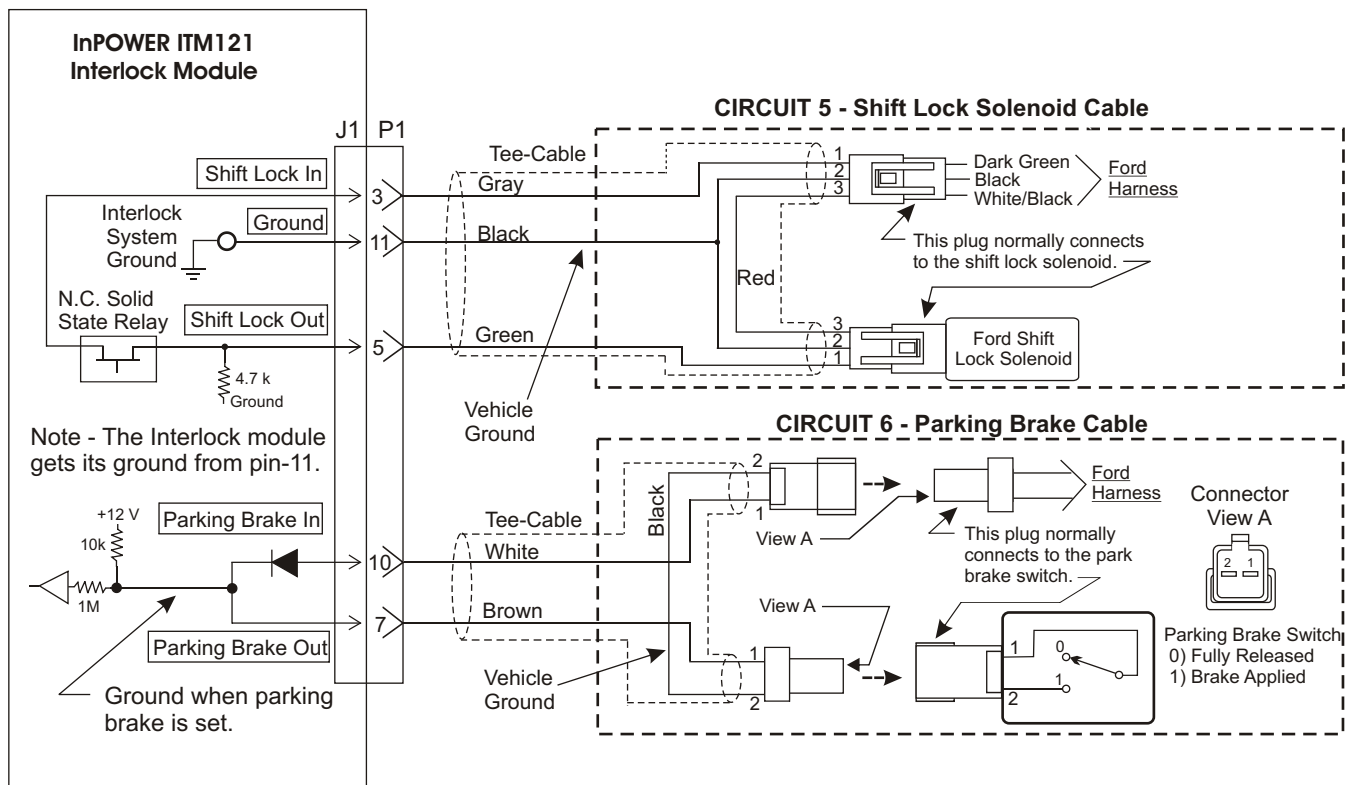 InPOWER ITM121
Interlock Module
J1
P1
Shift Lock In
3
Interlock
System
Ground
Ground
11
N.C. Solid
State Relay
Shift Lock Out
5
4.7 k
Ground
Note - The Interlock module
gets its ground from pin-11.
+12 V
10k
1M
Parking Brake In
10
7
Parking Brake Out
Ground when parking
brake is set.
CIRCUIT 5 - Shift Lock Solenoid Cable
Tee-Cable
Gray
Black
Green
Vehicle
Ground
Red
1
2
3
Dark Green
Black
White/Black
Ford
Harness
This plug normally connects
to the shift lock solenoid.
3
2
1
Ford Shift
Lock Solenoid
CIRCUIT 6 - Parking Brake Cable
Tee-Cable
White
Brown
Black
Vehicle
Ground
2
1
View A
Ford
Harness
This plug normally
connects to the park
brake switch.
View A
1
2
1
2
0
1
Connector
View A
2 1
Parking Brake Switch
0) Fully Released
1) Brake Applied